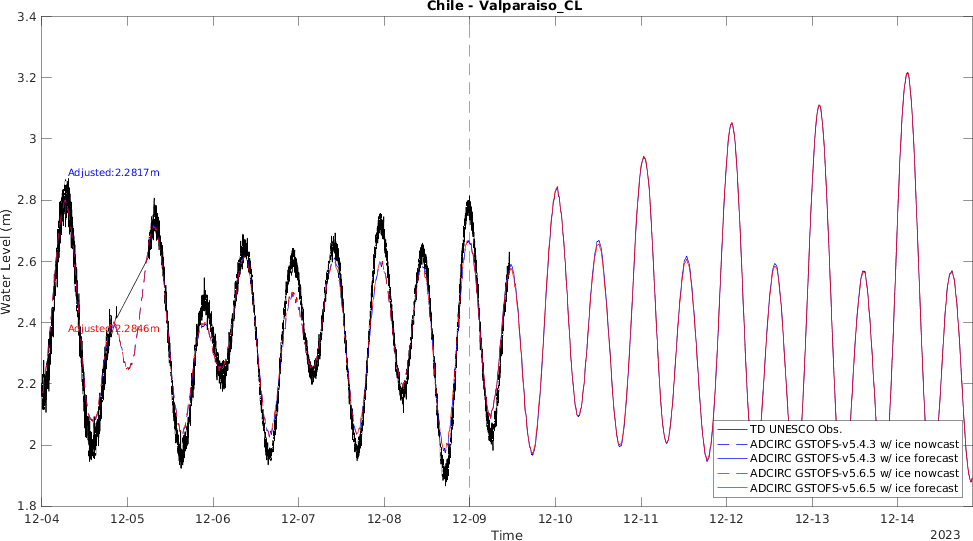 Chile - Valparaiso_CL
3.4
3.2
3
2.8
2.6
2.4
2.2
2
1.8
Water Level (m)
Adjusted:2.2817m
Adjusted:2.2846m
TD UNESCO Obs.
ADCIRC GSTOFS-v5.4.3 w/ ice nowcast
ADCIRC GSTOFS-v5.4.3 w/ ice forecast
ADCIRC GSTOFS-v5.6.5 w/ ice nowcast
ADCIRC GSTOFS-v5.6.5 w/ ice forecast
12-04 12-05 12-06 12-07 12-08 12-09 12-10 12-11 12-12 12-13 12-14
Time
2023